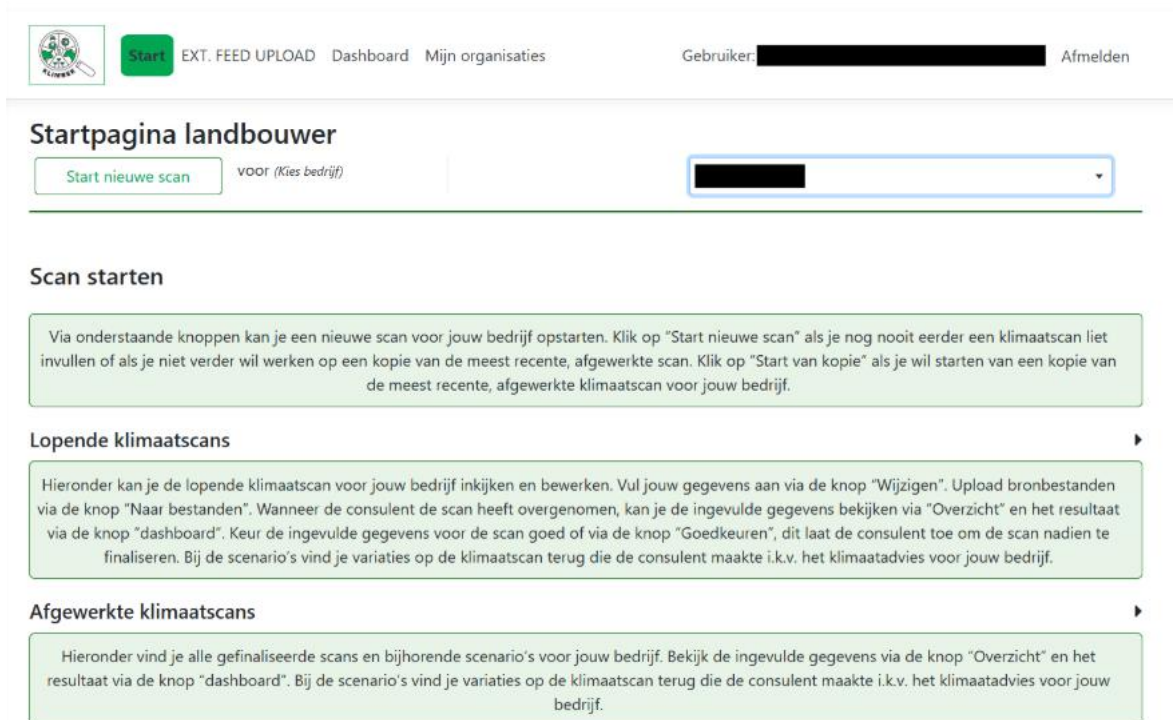 KLIMREK
Start EXT. FEED UPLOAD Dashboard Mijn organisaties Gebruiker: Afmelden
Startpagina landbouwer
Start nieuwe scan voor (Kies bedrijf)
Scan starten
Via onderstaande knoppen kan je een nieuwe scan voor jouw bedrijf opstarten. Klik op "Start nieuwe scan" als je nog nooit eerder een klimaatscan liet
invullen of als je niet verder wil werken op een kopie van de meest recente, afgewerkte scan. Klik op "Start van kopie" als je wil starten van een kopie van
de meest recente, afgewerkte klimaatscan voor jouw bedrijf.
Lopende klimaatscans
Hieronder kan je de lopende klimaatscan voor jouw bedrijf inkijken en bewerken. Vul jouw gegevens aan via de knop "Wijzigen". Upload bronbestanden
via de knop "Naar bestanden". Wanneer de consulent de scan heeft overgenomen, kan je de ingevulde gegevens bekijken via "Overzicht" en het resultaat
via de knop "dashboard". Keur de ingevulde gegevens voor de scan goed of via de knop "Goedkeuren", dit laat de consulent toe om de scan nadien te
finaliseren. Bij de scenario's vind je variaties op de klimaatscan terug die de consulent maakte i.k.v. het klimaatadvies voor jouw bedrijf.
Afgewerkte klimaatscans
Hieronder vind je alle gefinaliseerde scans en bijhorende scenario's voor jouw bedrijf. Bekijk de ingevulde gegevens via de knop "Overzicht" en het
resultaat via de knop "dashboard". Bij de scenario's vind je variaties op de klimaatscan terug die de consulent maakte i.k.v. het klimaatadvies voor jouw
bedrijf.